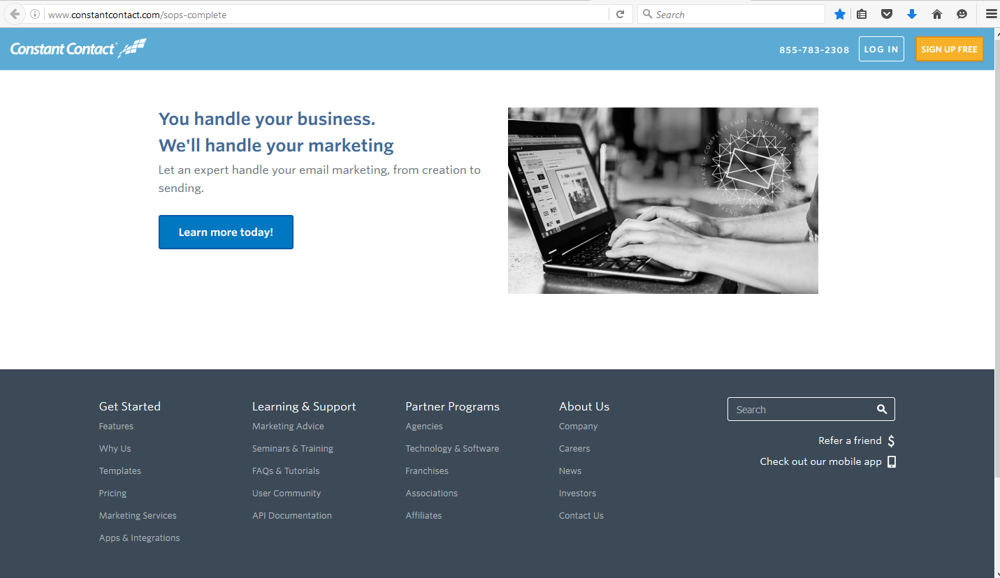 www.constantcontact.com/sops-complete
Search
Constant Contact
855-783-2308
LOG IN
SIGN UP FREE
You handle your business.
We'll handle your marketing
Let an expert handle your email marketing, from creation to
sending.
Learn more today!
COMPLETE EMAIL • CONSTANT CONTACT
DELL
Get Started
Features
Why Us
Templates
Pricing
Marketing Services
Apps & Integrations
Learning & Support
Marketing Advice
Seminars & Training
FAQs & Tutorials
User Community
API Documentation
Partner Programs
Agencies
Technology & Software
Franchises
Associations
Affiliates
About Us
Company
Careers
News
Investors
Contact Us
Search
Refer a friend $
Check out our mobile app